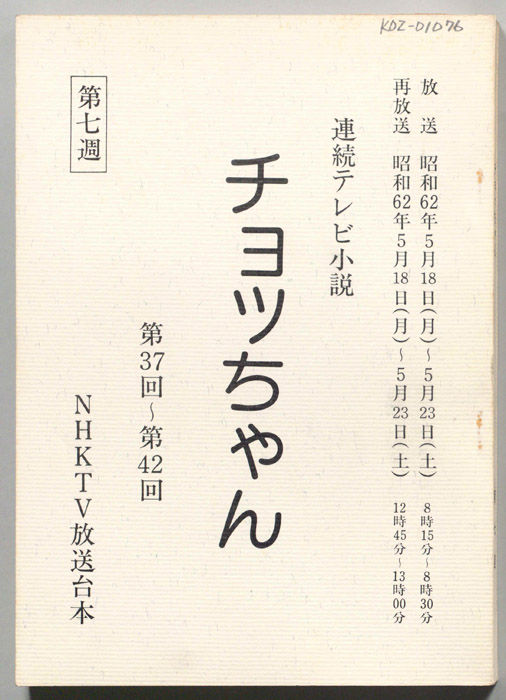 KDZ-01076
放送 昭和62年5月18日(月)~5月23日(土) 8時15分~8時30分
再放送 昭和62年5月18日(月)~5月23日(土) 12時45分~13時00分
連続テレビ小説
チョッちゃん
第37回~第42回
NHKTV放送台本
第七週